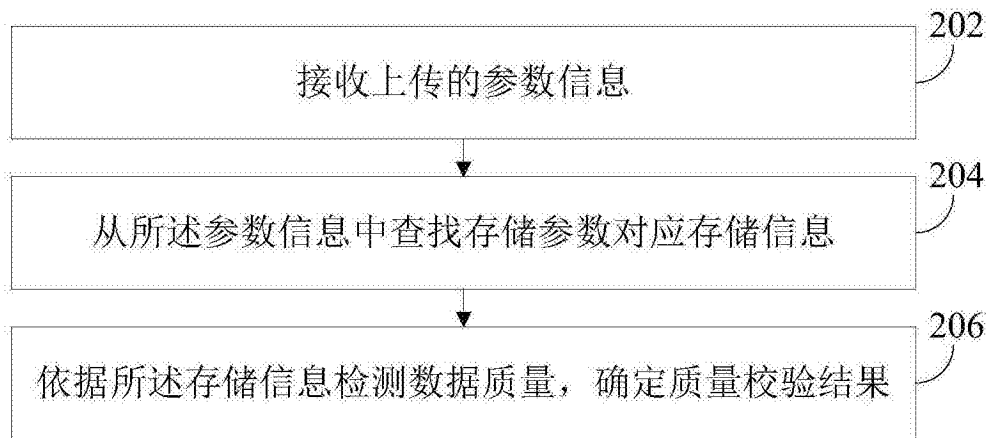 202
接收上传的参数信息
204
从所述参数信息中查找存储参数对应存储信息
206
依据所述存储信息检测数据质量，确定质量校验结果